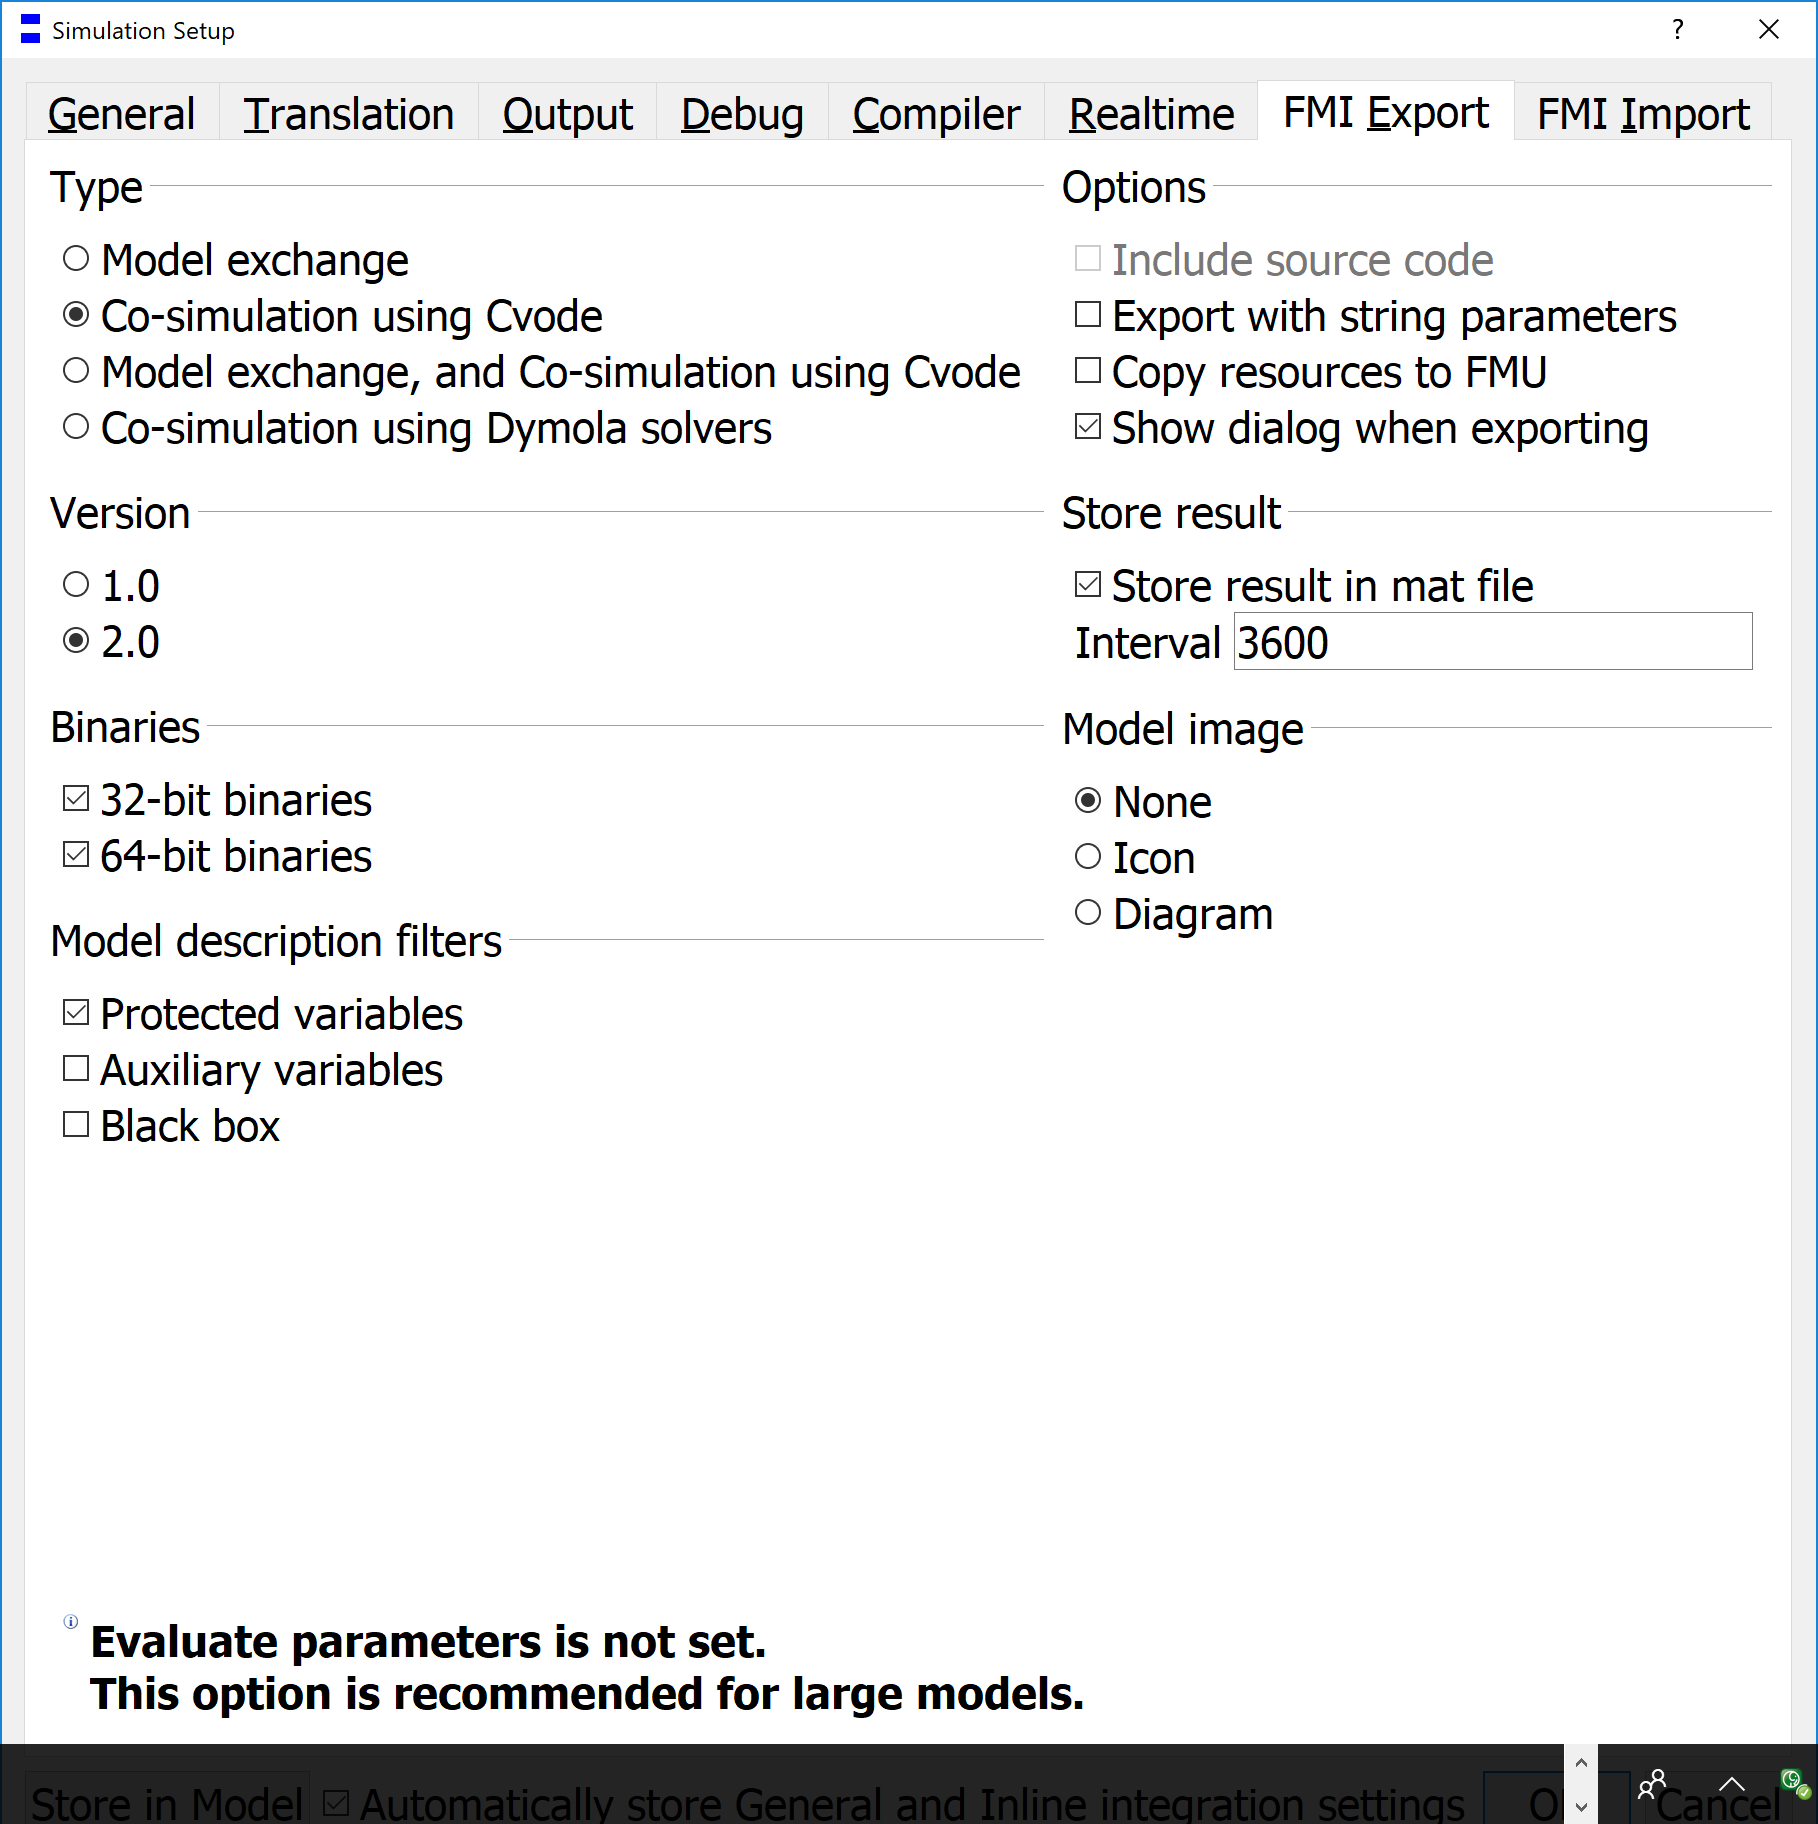 Simulation Setup
?
General Translation Output Debug Compiler Realtime FMI Export FMI Import
Type
Model exchange
Co-simulation using Cvode
Model exchange, and Co-simulation using Cvode
Co-simulation using Dymola solvers
Version
1.0
2.0
Binaries
32-bit binaries
64-bit binaries
Model description filters
Protected variables
Auxiliary variables
Black box
Options
Include source code
Export with string parameters
Copy resources to FMU
Show dialog when exporting
Store result
Store result in mat file
Interval 3600
Model image
None
Icon
Diagram
Evaluate parameters is not set.
This option is recommended for large models.
Store in Model Automatically store General and Inline integration settings Cancel